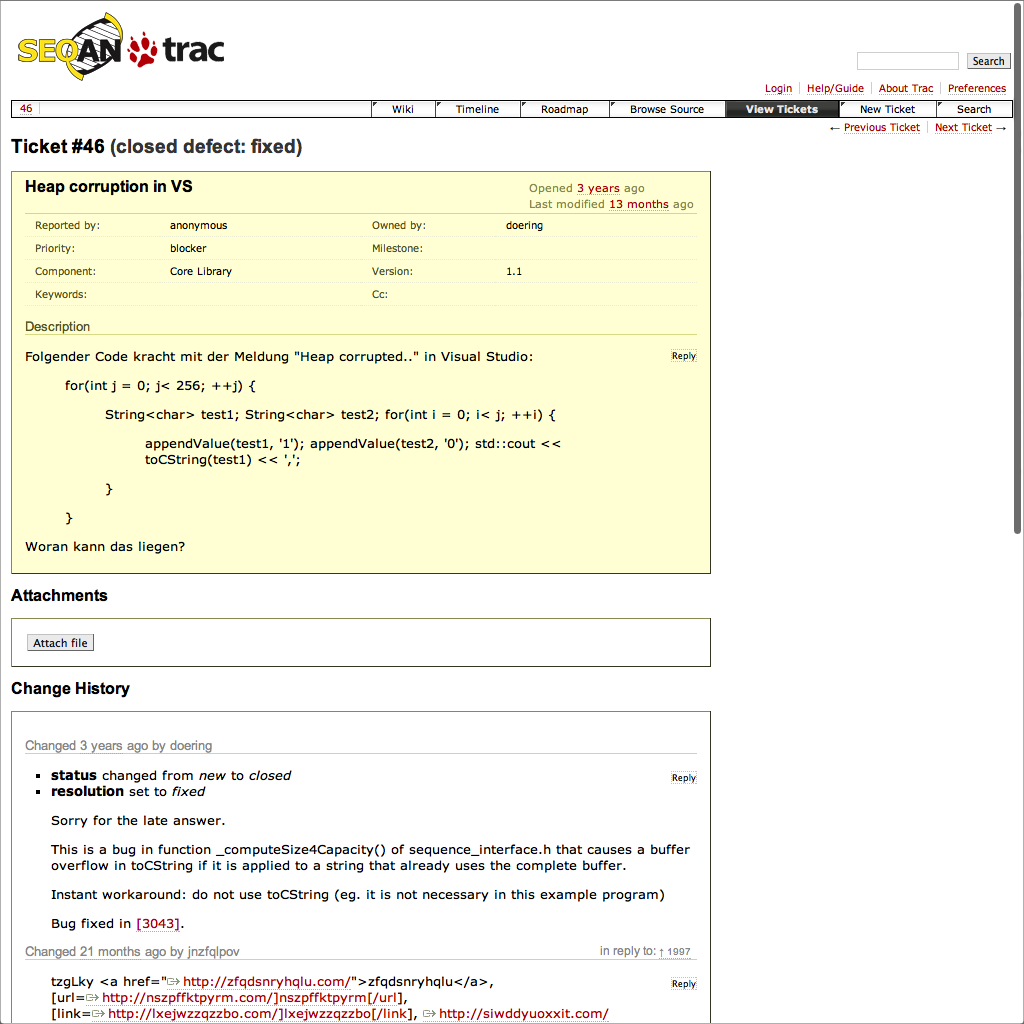 SEQAN trac
Search
Login Help/Guide About Trac Preferences
46 Wiki Timeline Roadmap Browse Source View Tickets New Ticket Search
← Previous Ticket Next Ticket →
Ticket #46 (closed defect: fixed)
Heap corruption in VS
Opened 3 years ago
Last modified 13 months ago
Reported by: anonymous Owned by: doering
Priority: blocker Milestone:
Component: Core Library Version: 1.1
Keywords: Cc:
Description
Folgender Code kracht mit der Meldung "Heap corrupted.." in Visual Studio: Reply
for(int j = 0; j< 256; ++j) {
String<char> test1; String<char> test2; for(int i = 0; i< j; ++i) {
appendValue(test1, '1'); appendValue(test2, '0'); std::cout <<
toCString(test1) << ',';
}
}
Woran kann das liegen?
Attachments
Attach file
Change History
Changed 3 years ago by doering
▪ status changed from new to closed Reply
▪ resolution set to fixed
Sorry for the late answer.
This is a bug in function _computeSize4Capacity() of sequence_interface.h that causes a buffer
overflow in toCString if it is applied to a string that already uses the complete buffer.
Instant workaround: do not use toCString (eg. it is not necessary in this example program)
Bug fixed in [3043].
Changed 21 months ago by jnzfqlpov in reply to: ↑ 1997
tzgLky <a href="http://zfqdsnryhqlu.com/">zfqdsnryhqlu</a>, Reply
[url=http://nszpffktpyrm.com/]nszpffktpyrm[/url],
[link=http://lxejwzzqzzbo.com/]lxejwzzqzzbo[/link], http://siwddyuoxxit.com/